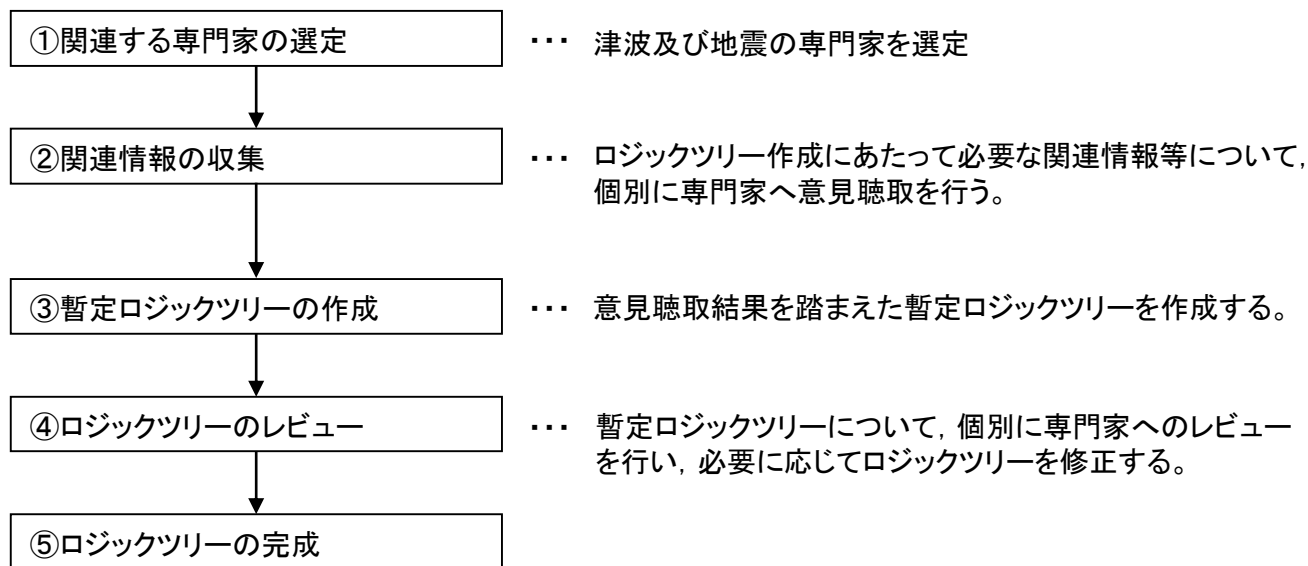 ①関連する専門家の選定 ・・・ 津波及び地震の専門家を選定
②関連情報の収集 ・・・ ロジックツリー作成にあたって必要な関連情報等について，
個別に専門家へ意見聴取を行う。
③暫定ロジックツリーの作成 ・・・ 意見聴取結果を踏まえた暫定ロジックツリーを作成する。
④ロジックツリーのレビュー ・・・ 暫定ロジックツリーについて，個別に専門家へのレビュー
を行い，必要に応じてロジックツリーを修正する。
⑤ロジックツリーの完成